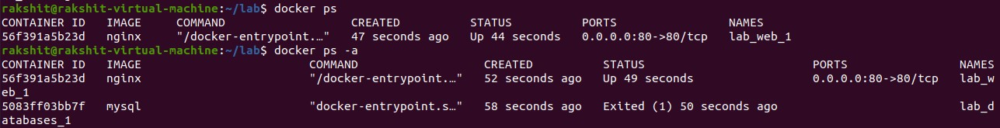 rakshit@rakshit-virtual-machine:~/lab$ docker ps
CONTAINER ID   IMAGE     COMMAND                  CREATED          STATUS          PORTS                NAMES
56f391a5b23d   nginx     "/docker-entrypoint.…"   47 seconds ago   Up 44 seconds   0.0.0.0:80->80/tcp   lab_web_1
rakshit@rakshit-virtual-machine:~/lab$ docker ps -a
CONTAINER ID   IMAGE                         COMMAND                  CREATED          STATUS                      PORTS                NAMES
56f391a5b23d   nginx                         "/docker-entrypoint.…"   52 seconds ago   Up 49 seconds               0.0.0.0:80->80/tcp   lab_w
eb_1
5083ff03bb7f   mysql                         "docker-entrypoint.s…"   58 seconds ago   Exited (1) 50 seconds ago                        lab_d
atabases_1